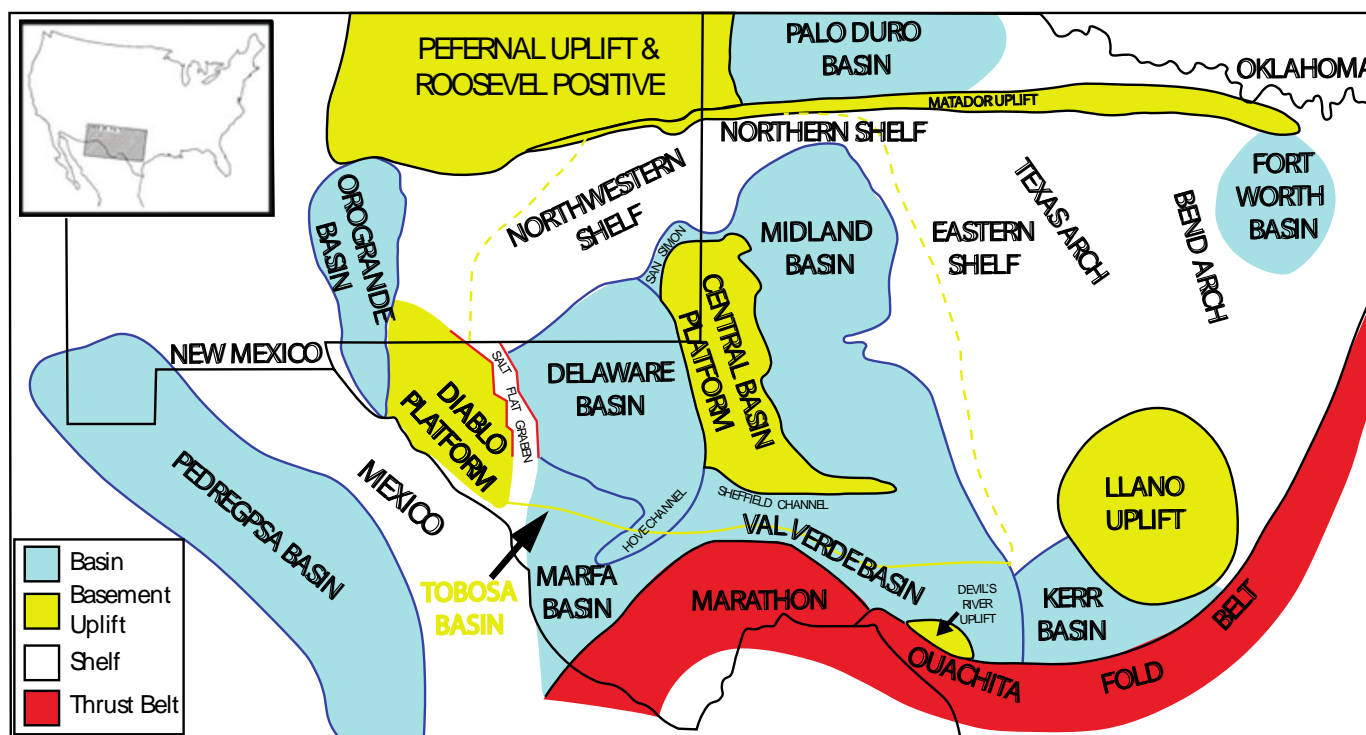 PEFERNAL UPLIFT &
ROOSEVEL POSITIVE
PALO DURO
BASIN
OKLAHOMA
MATADOR UPLIFT
NORTHERN SHELF
FORT
WORTH
BASIN
OROGRANDE
BASIN
NORTHWESTERN
SHELF
SAN SIMON
MIDLAND
BASIN
EASTERN
SHELF
TEXAS ARCH
BEND ARCH
CENTRAL BASIN
PLATFORM
NEW MEXICO
SALT FLAT GRABEN
DELAWARE
BASIN
DIABLO
PLATFORM
PEDREGPSA BASIN
MEXICO
HOVE CHANNEL
SHEFFIELD CHANNEL
VAL VERDE BASIN
LLANO
UPLIFT
TOBOSA
BASIN
MARFA
BASIN
MARATHON
DEVIL'S
RIVER
UPLIFT
KERR
BASIN
OUACHITA
FOLD
BELT
Basin
Basement
Uplift
Shelf
Thrust Belt